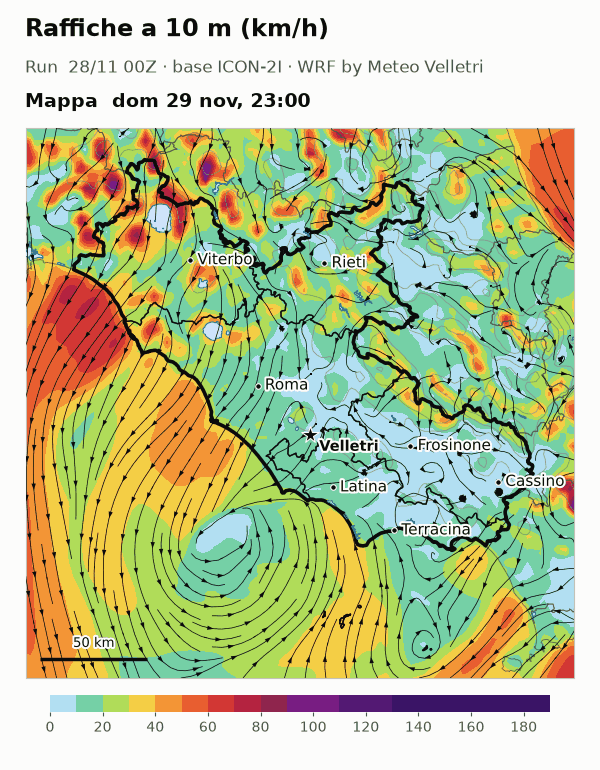 Raffiche a 10 m (km/h)
Run  28/11 00Z · base ICON-2I · WRF by Meteo Velletri
Mappa  dom 29 nov, 23:00
Viterbo
Rieti
Roma
Velletri
Frosinone
Latina
Cassino
Terracina
50 km
0 20 40 60 80 100 120 140 160 180